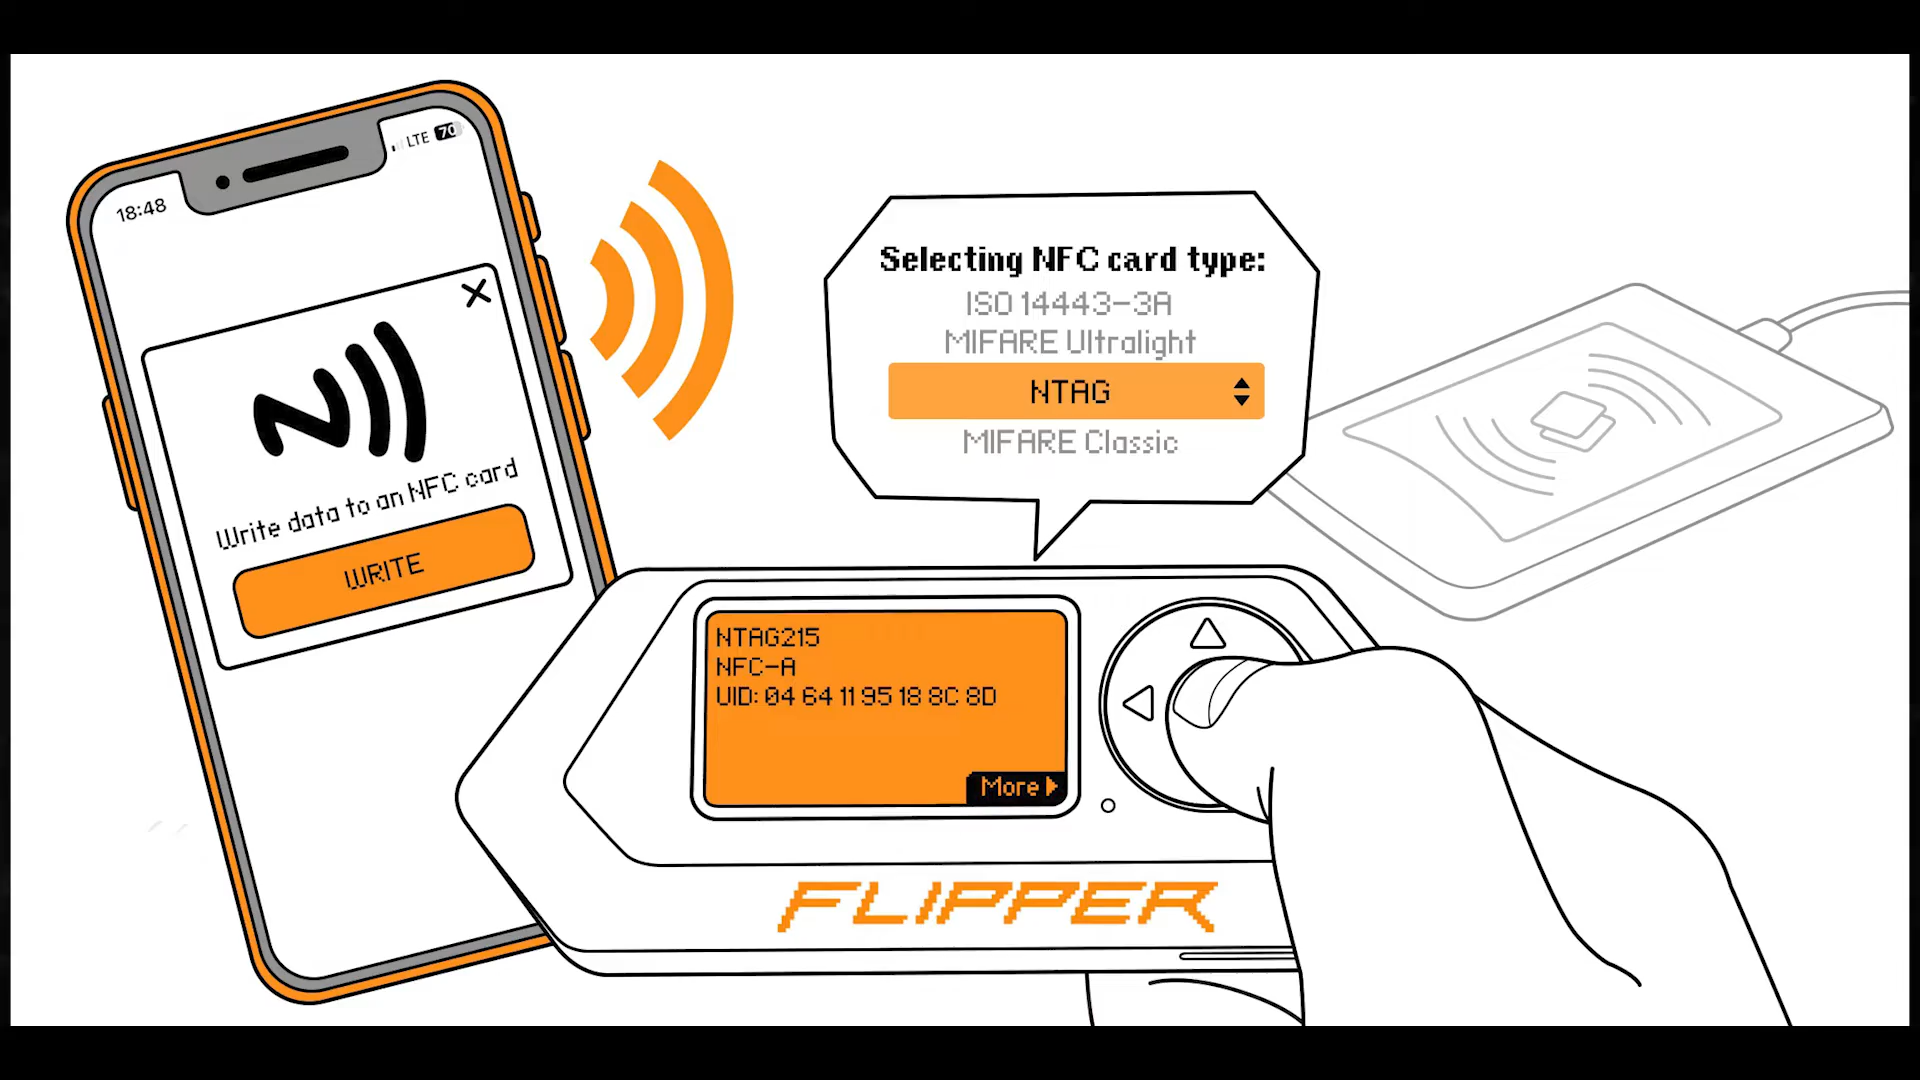 18:48
LTE 70
Write data to an NFC card
WRITE
Selecting NFC card type:
ISO 14443-3A
MIFARE Ultralight
NTAG
MIFARE Classic
NTAG215
NFC-A
UID: 04 64 11 95 18 8C 8D
More
FLIPPER